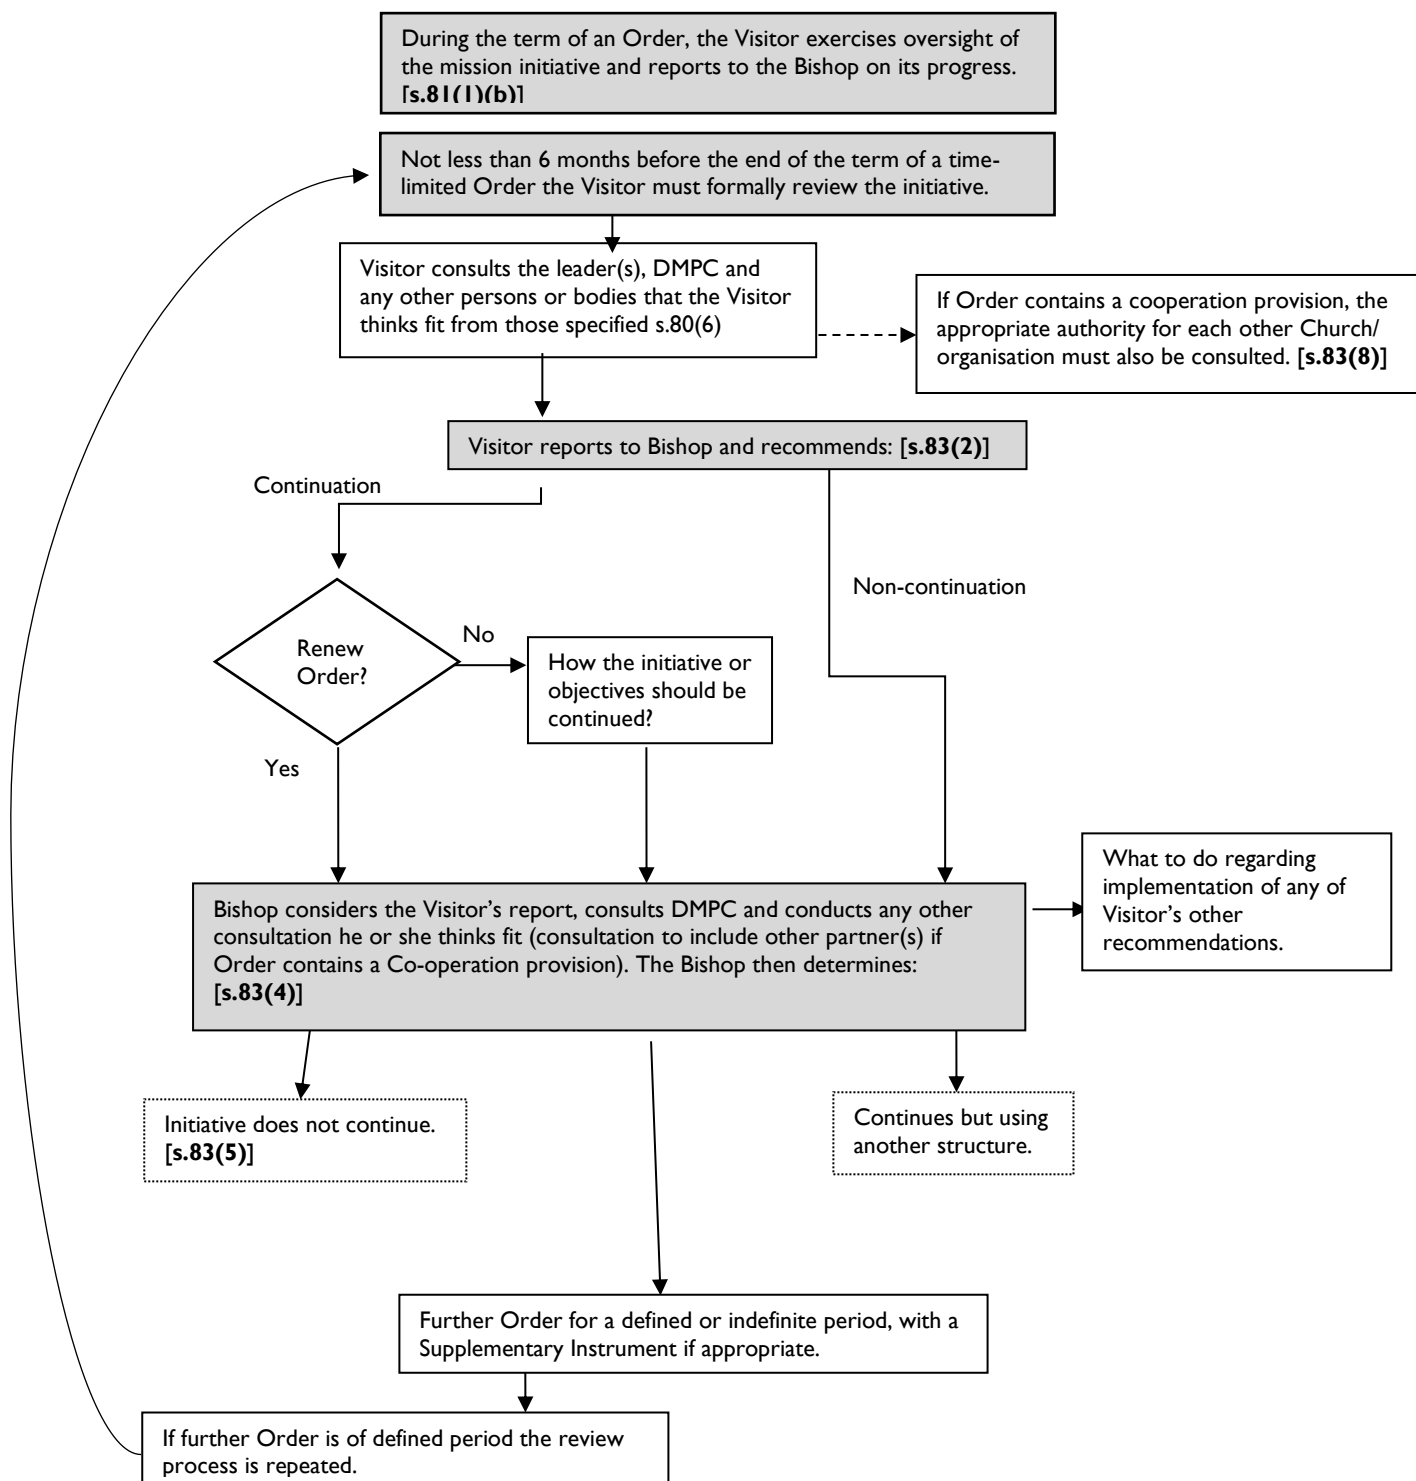 During the term of an Order, the Visitor exercises oversight of
the mission initiative and reports to the Bishop on its progress.
[s.81(1)(b)]
Not less than 6 months before the end of the term of a time-
limited Order the Visitor must formally review the initiative.
Visitor consults the leader(s), DMPC and
any other persons or bodies that the Visitor
thinks fit from those specified s.80(6)
If Order contains a cooperation provision, the
appropriate authority for each other Church/
organisation must also be consulted. [s.83(8)]
Visitor reports to Bishop and recommends: [s.83(2)]
Continuation
Non-continuation
Renew
Order?
No
How the initiative or
objectives should be
continued?
Yes
What to do regarding
implementation of any of
Visitor's other
recommendations.
Bishop considers the Visitor's report, consults DMPC and conducts any other
consultation he or she thinks fit (consultation to include other partner(s) if
Order contains a Co-operation provision). The Bishop then determines:
[s.83(4)]
Initiative does not continue.
[s.83(5)]
Continues but using
another structure.
Further Order for a defined or indefinite period, with a
Supplementary Instrument if appropriate.
If further Order is of defined period the review
process is repeated.